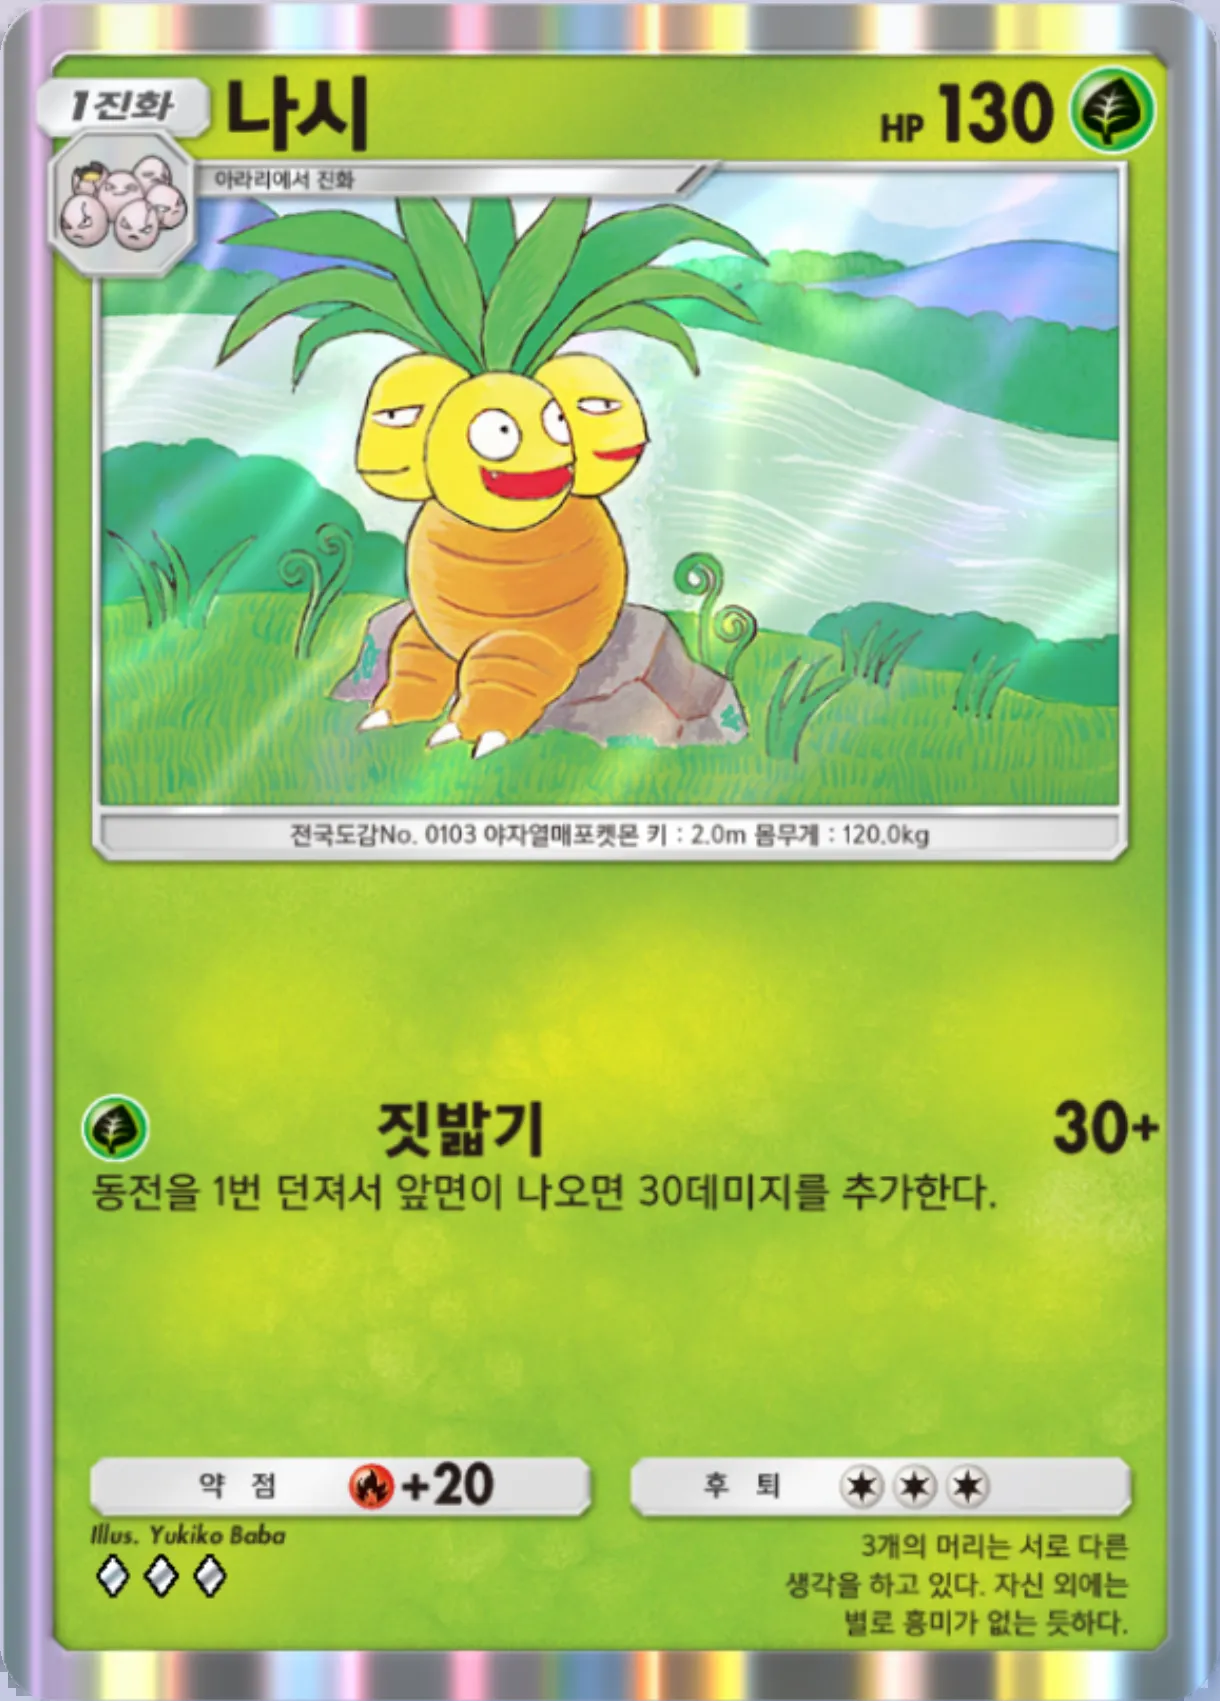 1진화
나시
HP 130
아라리에서 진화
전국도감No. 0103 야자열매포켓몬 키 : 2.0m 몸무게 : 120.0kg
짓밟기
30+
동전을 1번 던져서 앞면이 나오면 30데미지를 추가한다.
약 점 +20
후 퇴
Illus. Yukiko Baba
3개의 머리는 서로 다른
생각을 하고 있다. 자신 외에는
별로 흥미가 없는 듯하다.